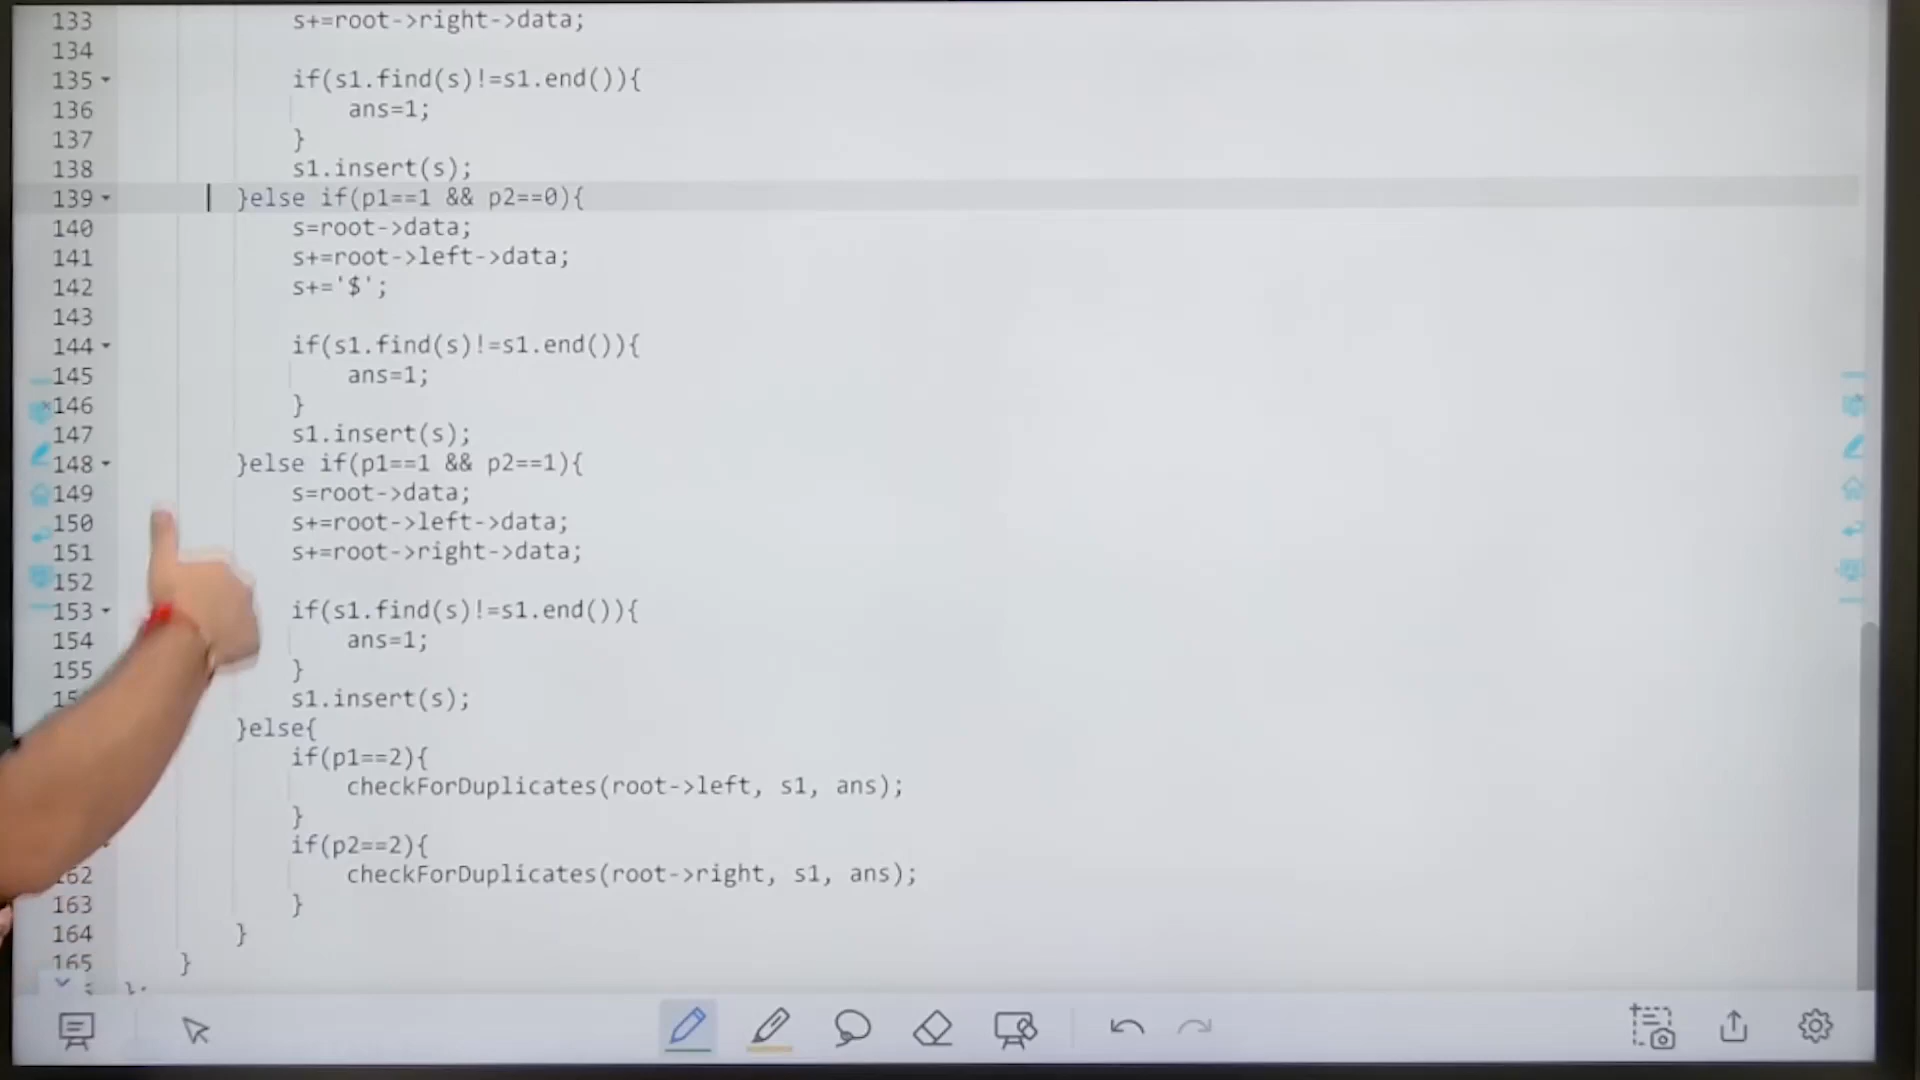 133 s+=root->right->data;
134
135 if(s1.find(s)!=s1.end()){
136 ans=1;
137 }
138 s1.insert(s);
139 }else if(p1==1 && p2==0){
140 s=root->data;
141 s+=root->left->data;
142 s+='$';
143
144 if(s1.find(s)!=s1.end()){
145 ans=1;
146 }
147 s1.insert(s);
148 }else if(p1==1 && p2==1){
149 s=root->data;
150 s+=root->left->data;
151 s+=root->right->data;
152
153 if(s1.find(s)!=s1.end()){
154 ans=1;
155 }
s1.insert(s);
}else{
if(p1==2){
checkForDuplicates(root->left, s1, ans);
}
if(p2==2){
162 checkForDuplicates(root->right, s1, ans);
163 }
164 }
165 }